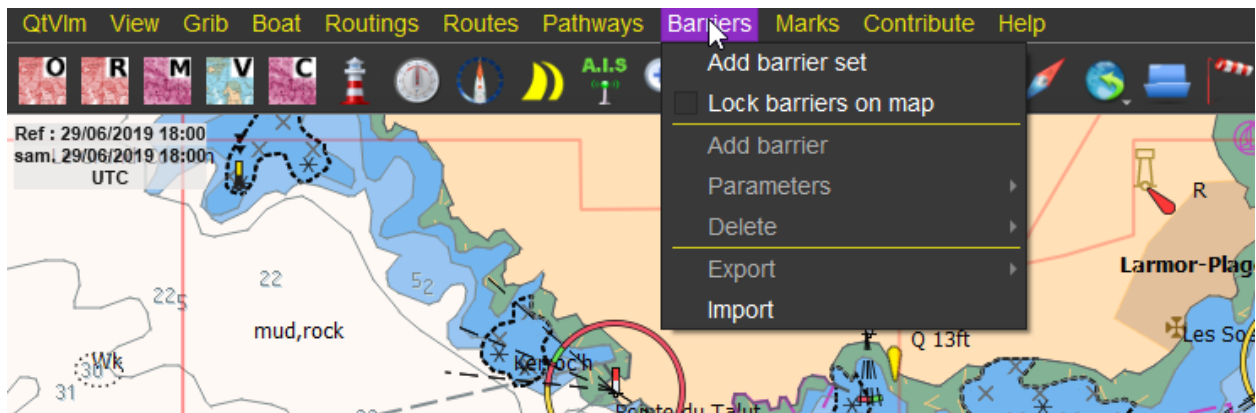 QtVlm View Grib Boat Routings Routes Pathways Barriers Marks Contribute Help
O R M V C A.I.S
Add barrier set
Lock barriers on map
Add barrier
Parameters
Delete
Export
Import
Ref : 29/06/2019 18:00
sam. 29/06/2019 18:00
UTC
R
Larmor-Plag
22
22₅
5₂
mud,rock
Q 13ft
Les So
Wk
30
31
Kerroc'h
Pointe du Talut